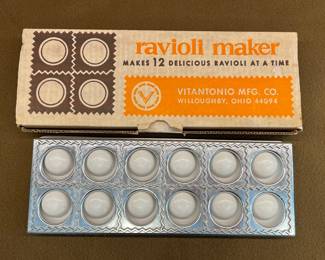 ravioli maker
MAKES 12 DELICIOUS RAVIOLI AT A TIME
V
VITANTONIO MFG. CO.
WILLOUGHBY, OHIO 44094